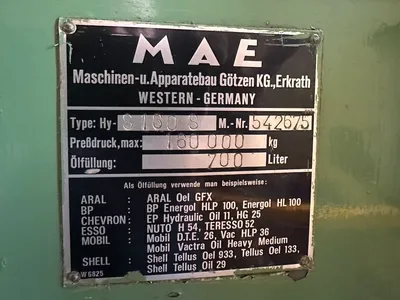 MAE
Maschinen-u. Apparatebau Götzen KG., Erkrath
WESTERN - GERMANY
Type: Hy- S 160 S M.-Nr. 542675
Preßdruck, max: 160 000 kg
Ölfüllung: 700 Liter
Als Ölfüllung verwende man beispielsweise:
ARAL: ARAL Oel GFX
BP: BP Energol HLP 100, Energol HL 100
CHEVRON: EP Hydraulic Oil 11, HG 25
ESSO: NUTO H 54, TERESSO 52
MOBIL: Mobil D.T.E. 26, Vac HLP 36
Mobil Vactra Oil Heavy Medium
SHELL: Shell Tellus Oel 933, Tellus Oel 133,
Shell Tellus Oil 29
W 6825